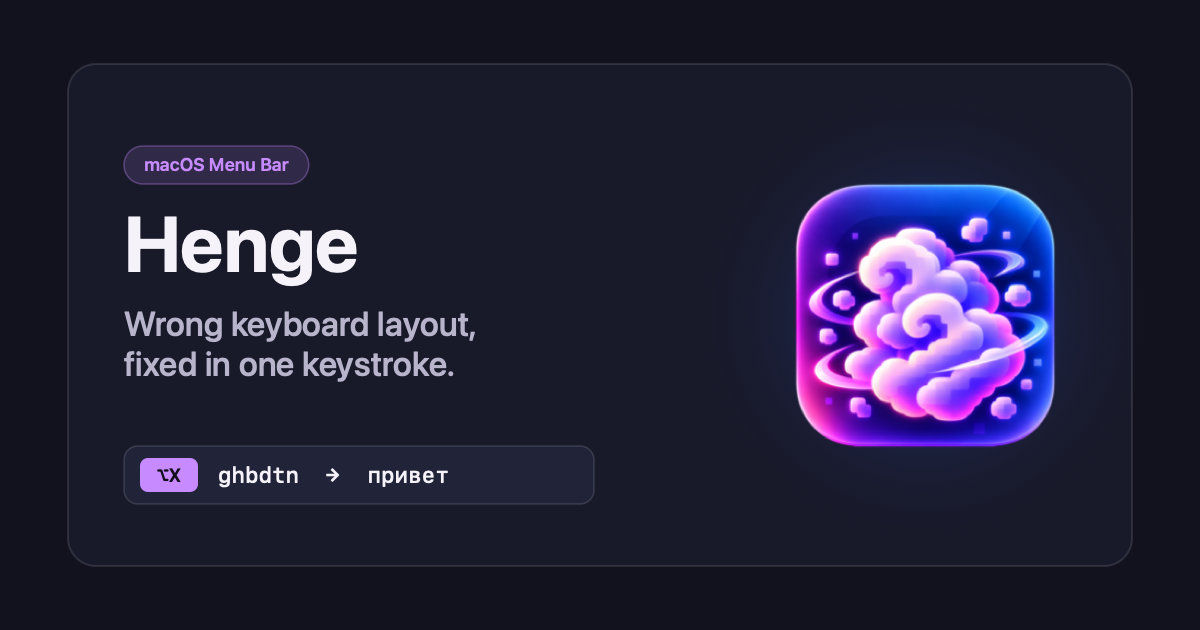 macOS Menu Bar
Henge
Wrong keyboard layout,
fixed in one keystroke.
⌥X ghbdtn → привет